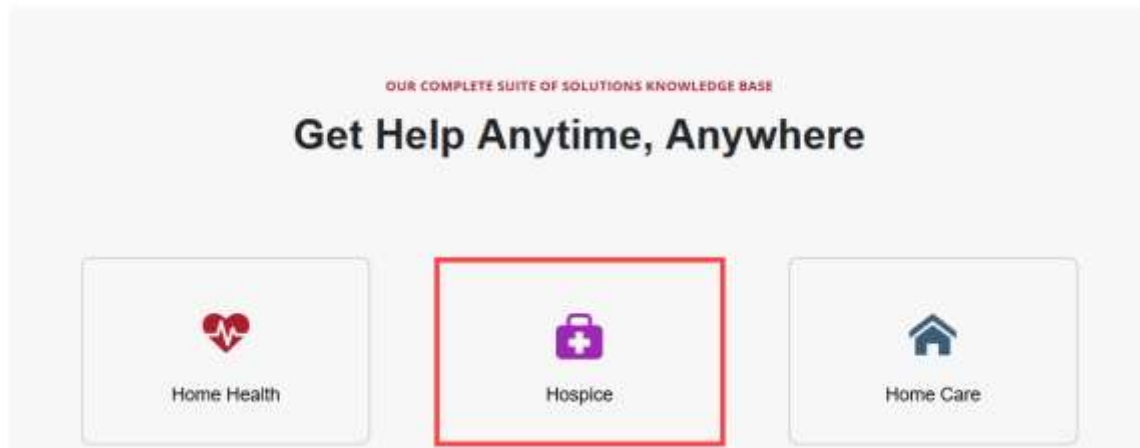 OUR COMPLETE SUITE OF SOLUTIONS KNOWLEDGE BASE
Get Help Anytime, Anywhere
Home Health
Hospice
Home Care